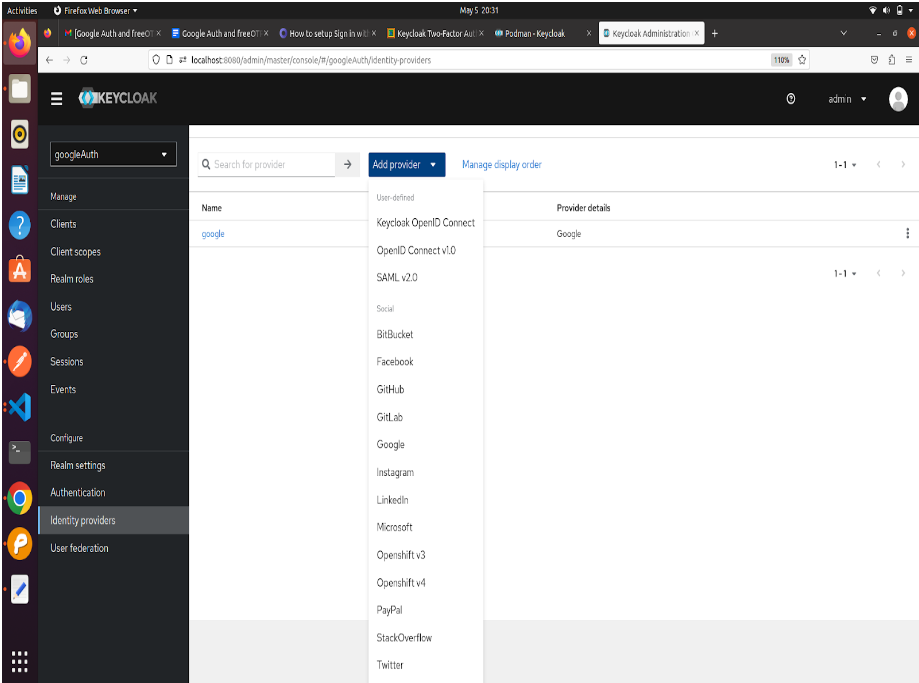 Activities Firefox Web Browser May 5 20:31
[Google Auth and freeOT Google Auth and freeOT How to setup Sign in wit Keycloak Two-Factor Aut Podman - Keycloak Keycloak Administration
localhost:8080/admin/master/console/#/googleAuth/identity-providers 110%
KEYCLOAK admin
googleAuth
Search for provider Add provider Manage display order 1-1
Manage
Clients
Client scopes
Realm roles
Users
Groups
Sessions
Events
Configure
Realm settings
Authentication
Identity providers
User federation
Name Provider details
google Google
1-1
User-defined
Keycloak OpenID Connect
OpenID Connect v1.0
SAML v2.0
Social
BitBucket
Facebook
GitHub
GitLab
Google
Instagram
LinkedIn
Microsoft
Openshift v3
Openshift v4
PayPal
StackOverflow
Twitter